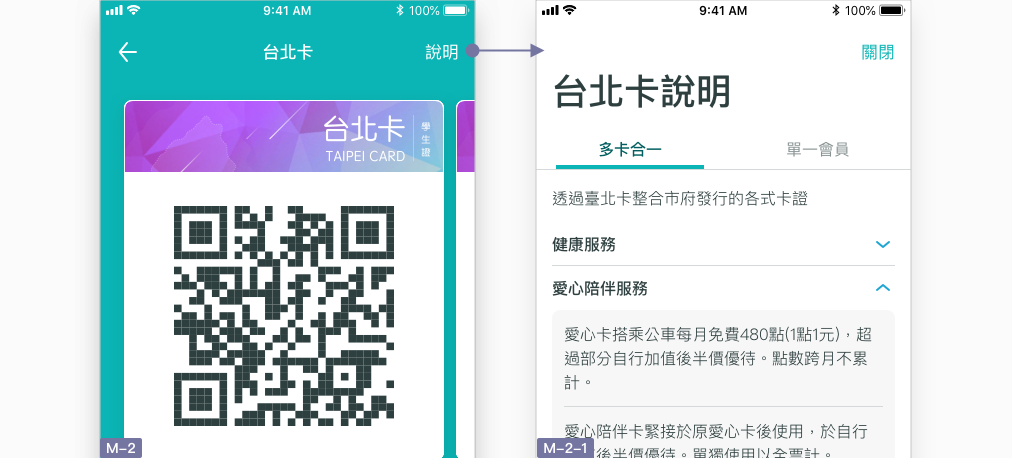 9:41 AM
100%
台北卡
說明
台北卡
TAIPEI CARD
學生證
M-2
9:41 AM
100%
關閉
台北卡說明
多卡合一
單一會員
透過臺北卡整合市府發行的各式卡證
健康服務
愛心陪伴服務
愛心卡搭乘公車每月免費480點(1點1元)，超
過部分自行加值後半價優待。點數跨月不累
計。
愛心陪伴卡緊接於原愛心卡後使用，於自行
後半價優待。單獨使用以全票計。
M-2-1